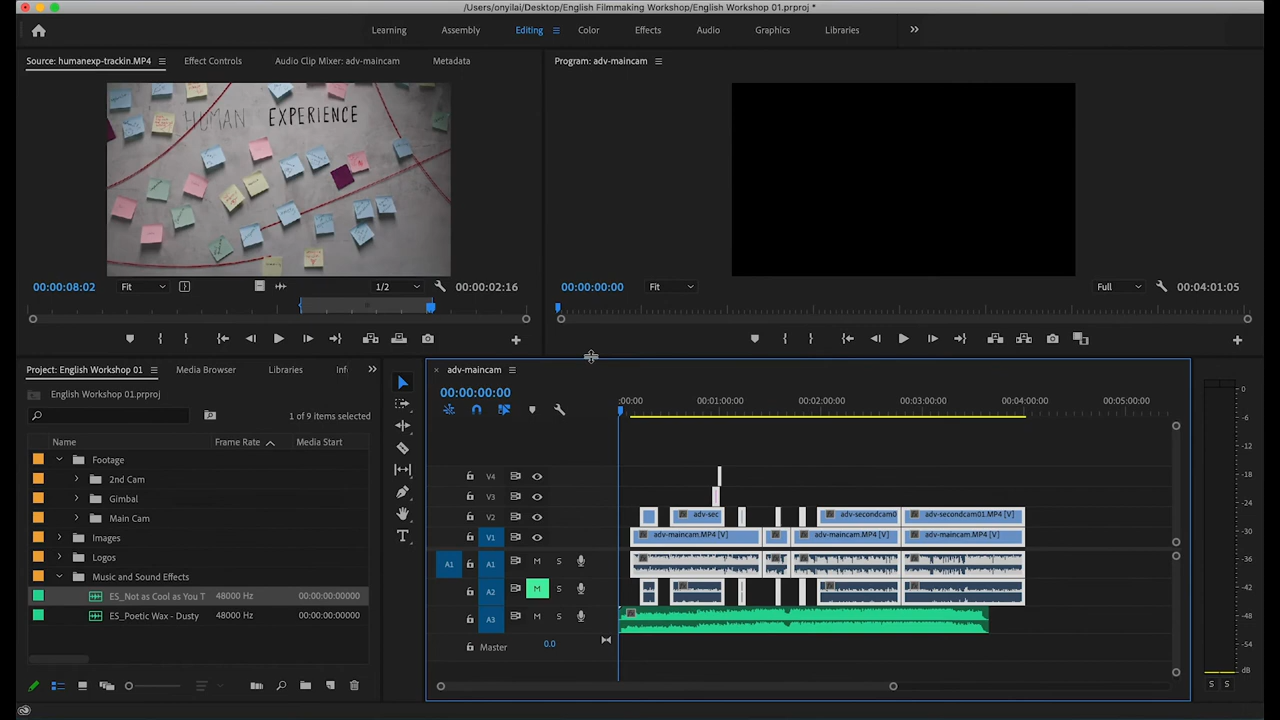 /Users/onyilai/Desktop/English Filmmaking Workshop/English Workshop 01.prproj *
Learning Assembly Editing Color Effects Audio Graphics Libraries
Source: humanexp-trackin.MP4 Effect Controls Audio Clip Mixer: adv-maincam Metadata
Program: adv-maincam
HUMAN EXPERIENCE
00:00:08:02 Fit 1/2 00:00:02:16
00:00:00:00 Fit Full 00:04:01:05
Project: English Workshop 01 Media Browser Libraries Inf
English Workshop 01.prproj
1 of 9 items selected
Name Frame Rate Media Start
Footage
2nd Cam
Gimbal
Main Cam
Images
Logos
Music and Sound Effects
ES_Not as Cool as You T 48000 Hz 00:00:00:00000
ES_Poetic Wax - Dusty 48000 Hz 00:00:00:00000
adv-maincam
00:00:00:00
:00:00 00:01:00:00 00:02:00:00 00:03:00:00 00:04:00:00 00:05:00:00
V4
V3
V2 adv-sec adv-secondcam0 adv-secondcam01.MP4 [V]
V1 adv-maincam.MP4 [V] adv-maincam.MP4 [V] adv-maincam.MP4 [V]
A1 A1 M S
A2 M S
A3 M S
Master 0.0
0
-6
-12
-18
-24
-30
-36
-42
-48
-54
dB
S S